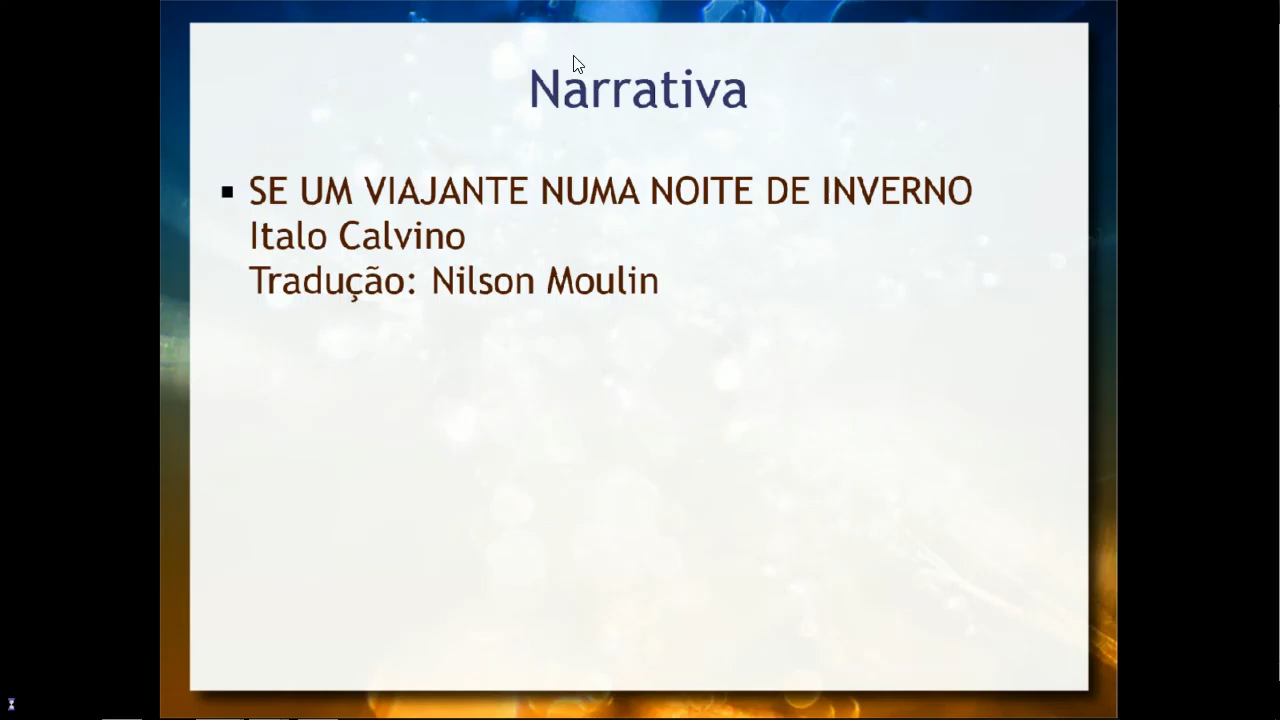 Narrativa
SE UM VIAJANTE NUMA NOITE DE INVERNO
Italo Calvino
Tradução: Nilson Moulin